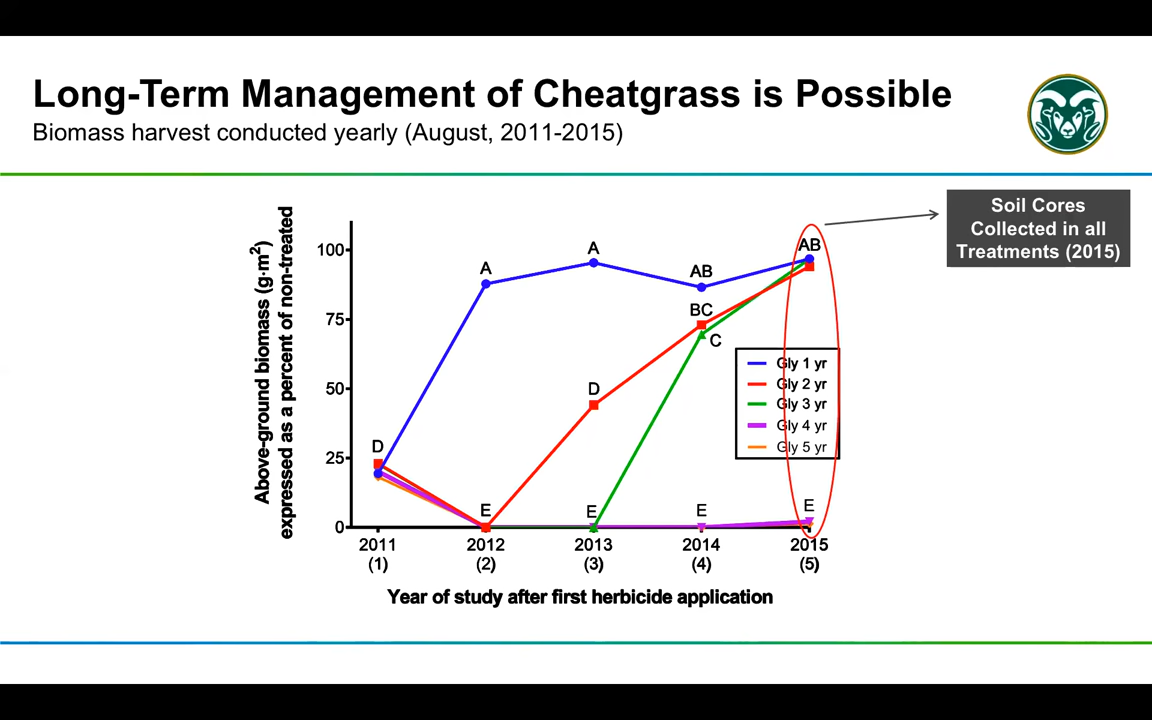 Long-Term Management of Cheatgrass is Possible
Biomass harvest conducted yearly (August, 2011-2015)
Soil Cores
Collected in all
Treatments (2015)
Above-ground biomass (g·m²)
expressed as a percent of non-treated
100
75
50
25
0
D
A
A
AB
AB
BC
C
D
E
E
E
E
Gly 1 yr
Gly 2 yr
Gly 3 yr
Gly 4 yr
Gly 5 yr
2011 2012 2013 2014 2015
(1) (2) (3) (4) (5)
Year of study after first herbicide application